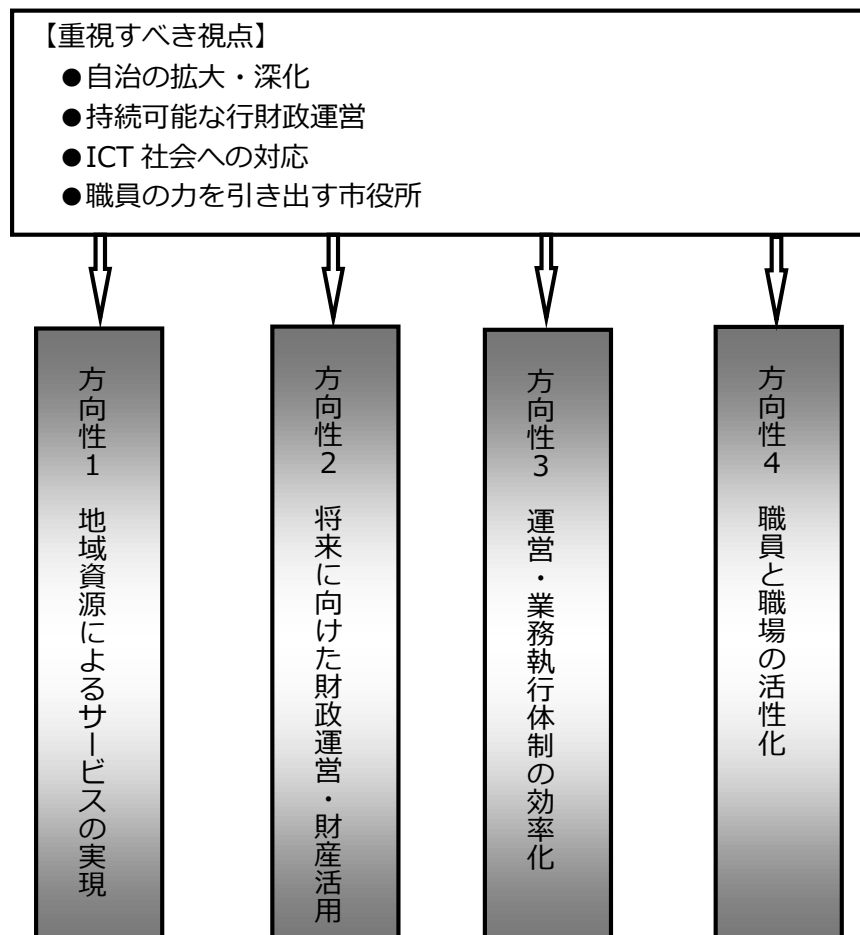 【重視すべき視点】
●自治の拡大・深化
●持続可能な行財政運営
●ICT 社会への対応
●職員の力を引き出す市役所
方向性1 地域資源によるサービスの実現
方向性2 将来に向けた財政運営・財産活用
方向性3 運営・業務執行体制の効率化
方向性4 職員と職場の活性化